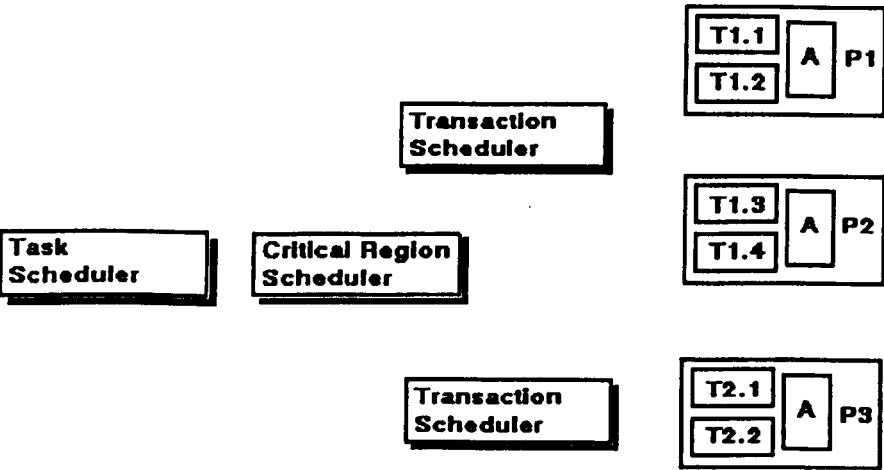 Task
Scheduler
Critical Region
Scheduler
Transaction
Scheduler
Transaction
Scheduler
T1.1
T1.2
A
P1
T1.3
T1.4
A
P2
T2.1
T2.2
A
P3